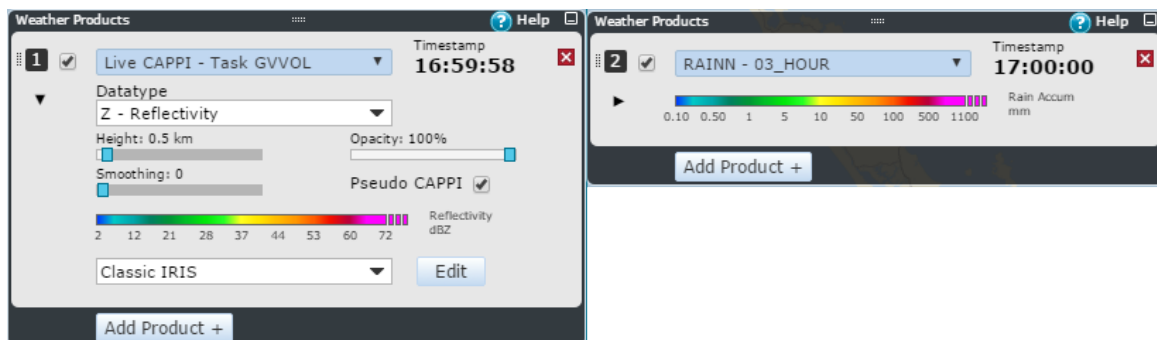 Weather Products
Help
1
Live CAPPI - Task GVVOL
Timestamp
16:59:58
Datatype
Z - Reflectivity
Height: 0.5 km
Opacity: 100%
Smoothing: 0
Pseudo CAPPI
2 12 21 28 37 44 53 60 72
Reflectivity
dBZ
Classic IRIS
Edit
Add Product +
Weather Products
Help
2
RAINN - 03_HOUR
Timestamp
17:00:00
0.10 0.50 1 5 10 50 100 500 1100
Rain Accum
mm
Add Product +